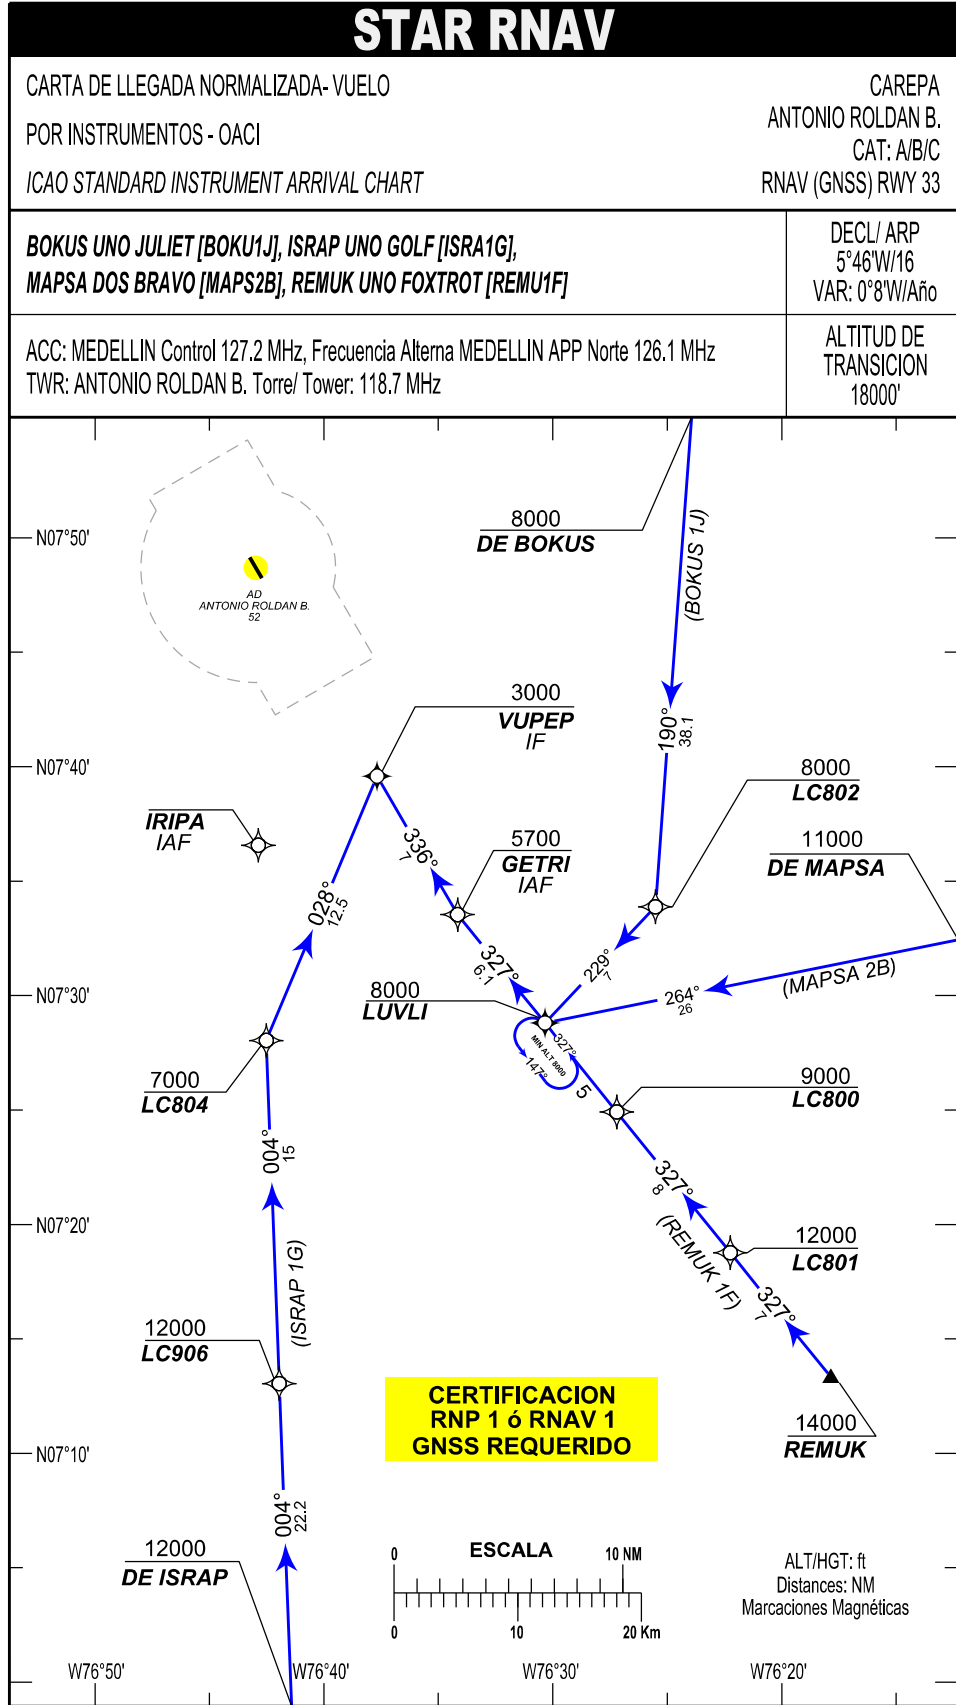 STAR RNAV
CARTA DE LLEGADA NORMALIZADA- VUELO
POR INSTRUMENTOS - OACI
ICAO STANDARD INSTRUMENT ARRIVAL CHART
CAREPA
ANTONIO ROLDAN B.
CAT: A/B/C
RNAV (GNSS) RWY 33
BOKUS UNO JULIET [BOKU1J], ISRAP UNO GOLF [ISRA1G],
MAPSA DOS BRAVO [MAPS2B], REMUK UNO FOXTROT [REMU1F]
DECL/ ARP
5°46'W/16
VAR: 0°8'W/Año
ACC: MEDELLIN Control 127.2 MHz, Frecuencia Alterna MEDELLIN APP Norte 126.1 MHz
TWR: ANTONIO ROLDAN B. Torre/ Tower: 118.7 MHz
ALTITUD DE
TRANSICION
18000'
N07°50'
8000
DE BOKUS
(BOKUS 1J)
AD
ANTONIO ROLDAN B.
52
3000
VUPEP
IF
190°
38.1
N07°40'
8000
LC802
IRIPA
IAF
336°
7
5700
GETRI
IAF
11000
DE MAPSA
028°
12.5
327°
6.1
229°
7
(MAPSA 2B)
264°
26
N07°30'
8000
LUVLI
327°
MIN ALT 8000
147°
5
7000
LC804
9000
LC800
004°
15
327°
8
N07°20'
(REMUK 1F)
12000
LC801
(ISRAP 1G)
327°
7
12000
LC906
CERTIFICACION
RNP 1 ó RNAV 1
GNSS REQUERIDO
14000
REMUK
N07°10'
004°
22.2
12000
DE ISRAP
0
ESCALA
10 NM
0
10
20 Km
ALT/HGT: ft
Distances: NM
Marcaciones Magnéticas
W76°50'
W76°40'
W76°30'
W76°20'